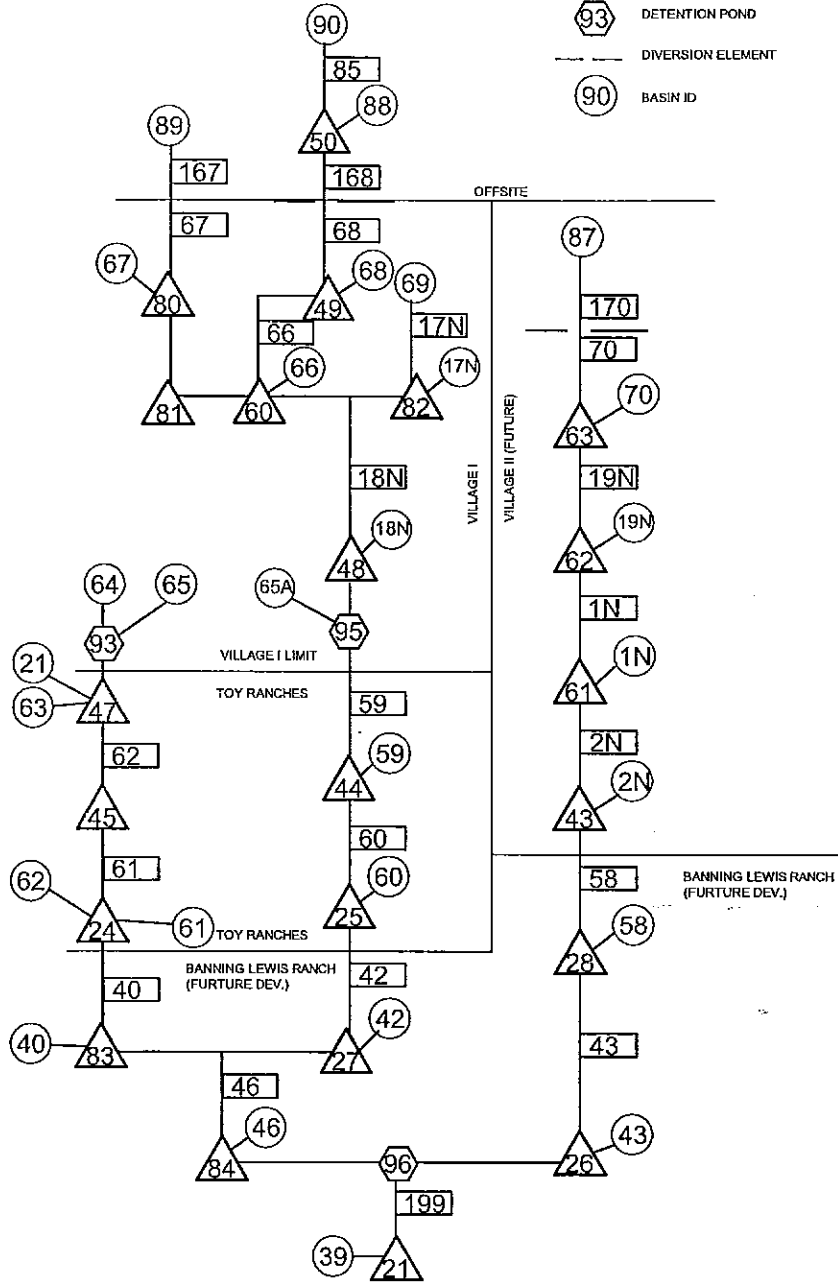 93 DETENTION POND
DIVERSION ELEMENT
90 BASIN ID
90
85
88
50
89
167
168
OFFSITE
67
68
87
67
80
68
49
69
170
66
17N
70
66
17N
81
60
82
70
63
VILLAGE I
VILLAGE II (FUTURE)
18N
19N
18N
48
19N
62
64
65
65A
1N
93
95
21
VILLAGE I LIMIT
1N
63
47
TOY RANCHES
59
61
62
59
2N
45
44
2N
43
61
60
62
60
58
BANNING LEWIS RANCH
(FURTURE DEV.)
24
61
TOY RANCHES
25
58
28
BANNING LEWIS RANCH
(FURTURE DEV.)
40
42
40
83
42
27
43
46
46
43
84
96
26
199
39
21